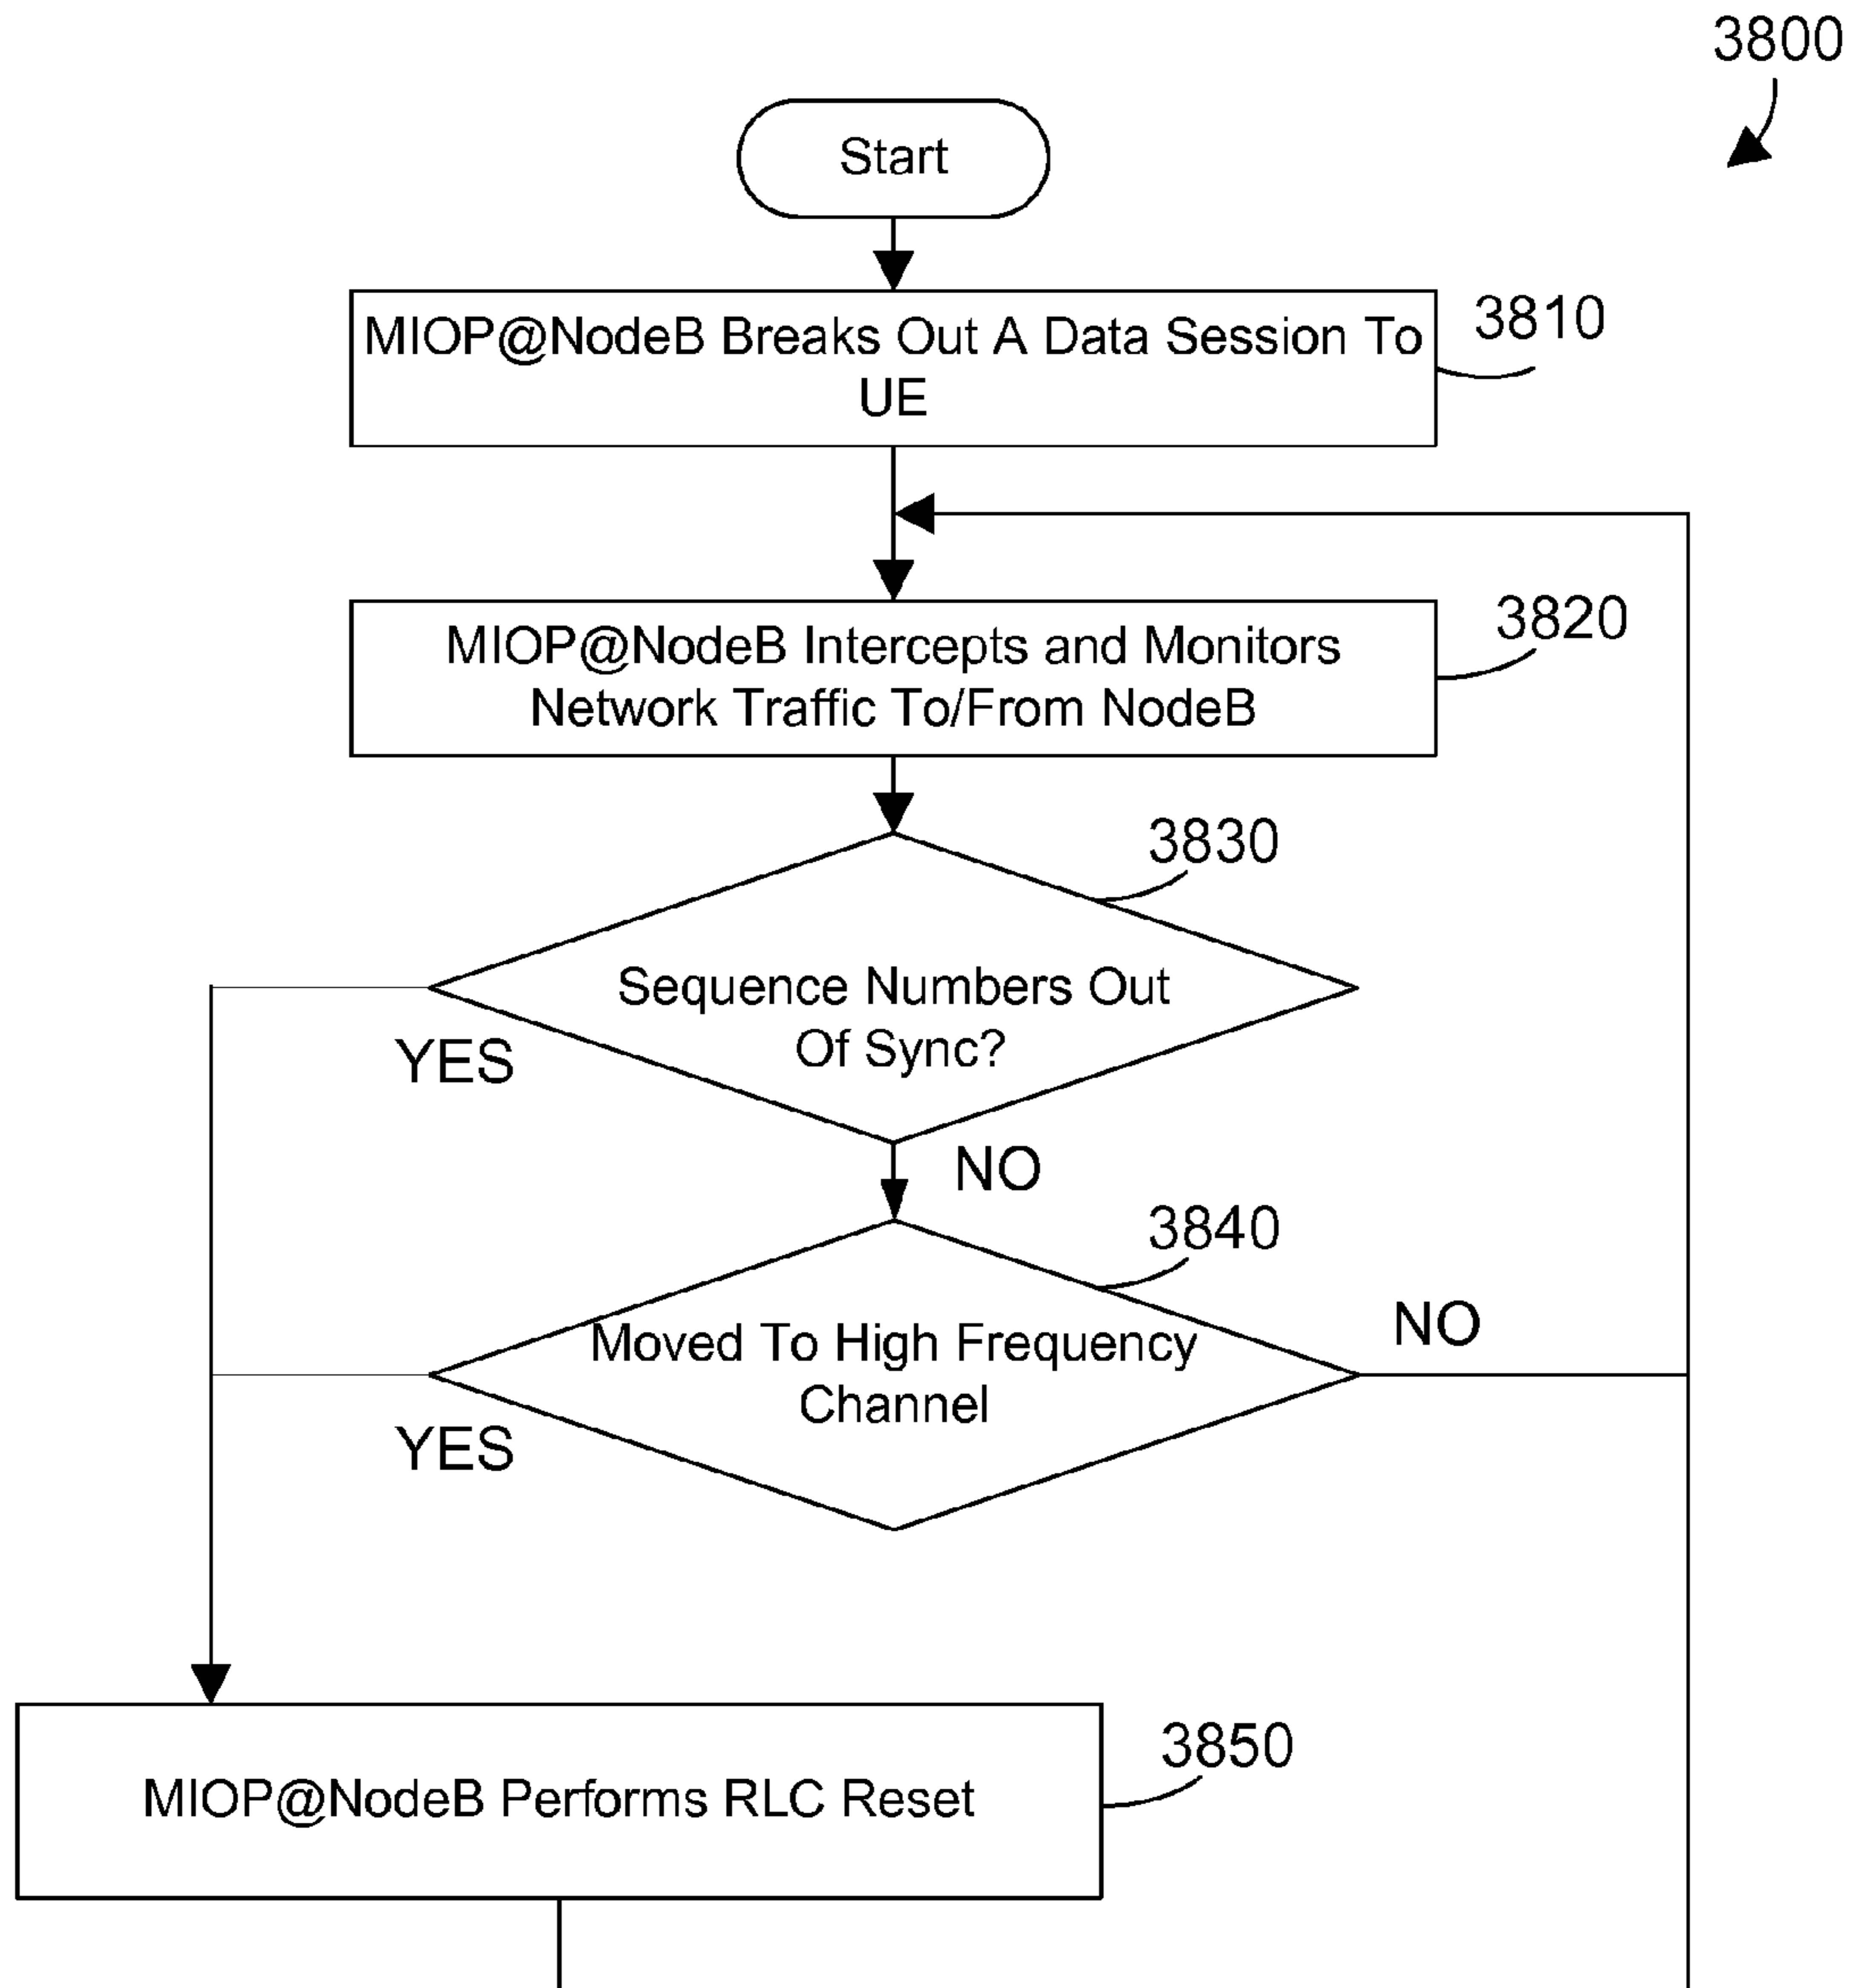 3800
Start
MIOP@NodeB Breaks Out A Data Session To
UE
3810
MIOP@NodeB Intercepts and Monitors
Network Traffic To/From NodeB
3820
3830
Sequence Numbers Out
Of Sync?
YES
NO
3840
Moved To High Frequency
Channel
NO
YES
3850
MIOP@NodeB Performs RLC Reset